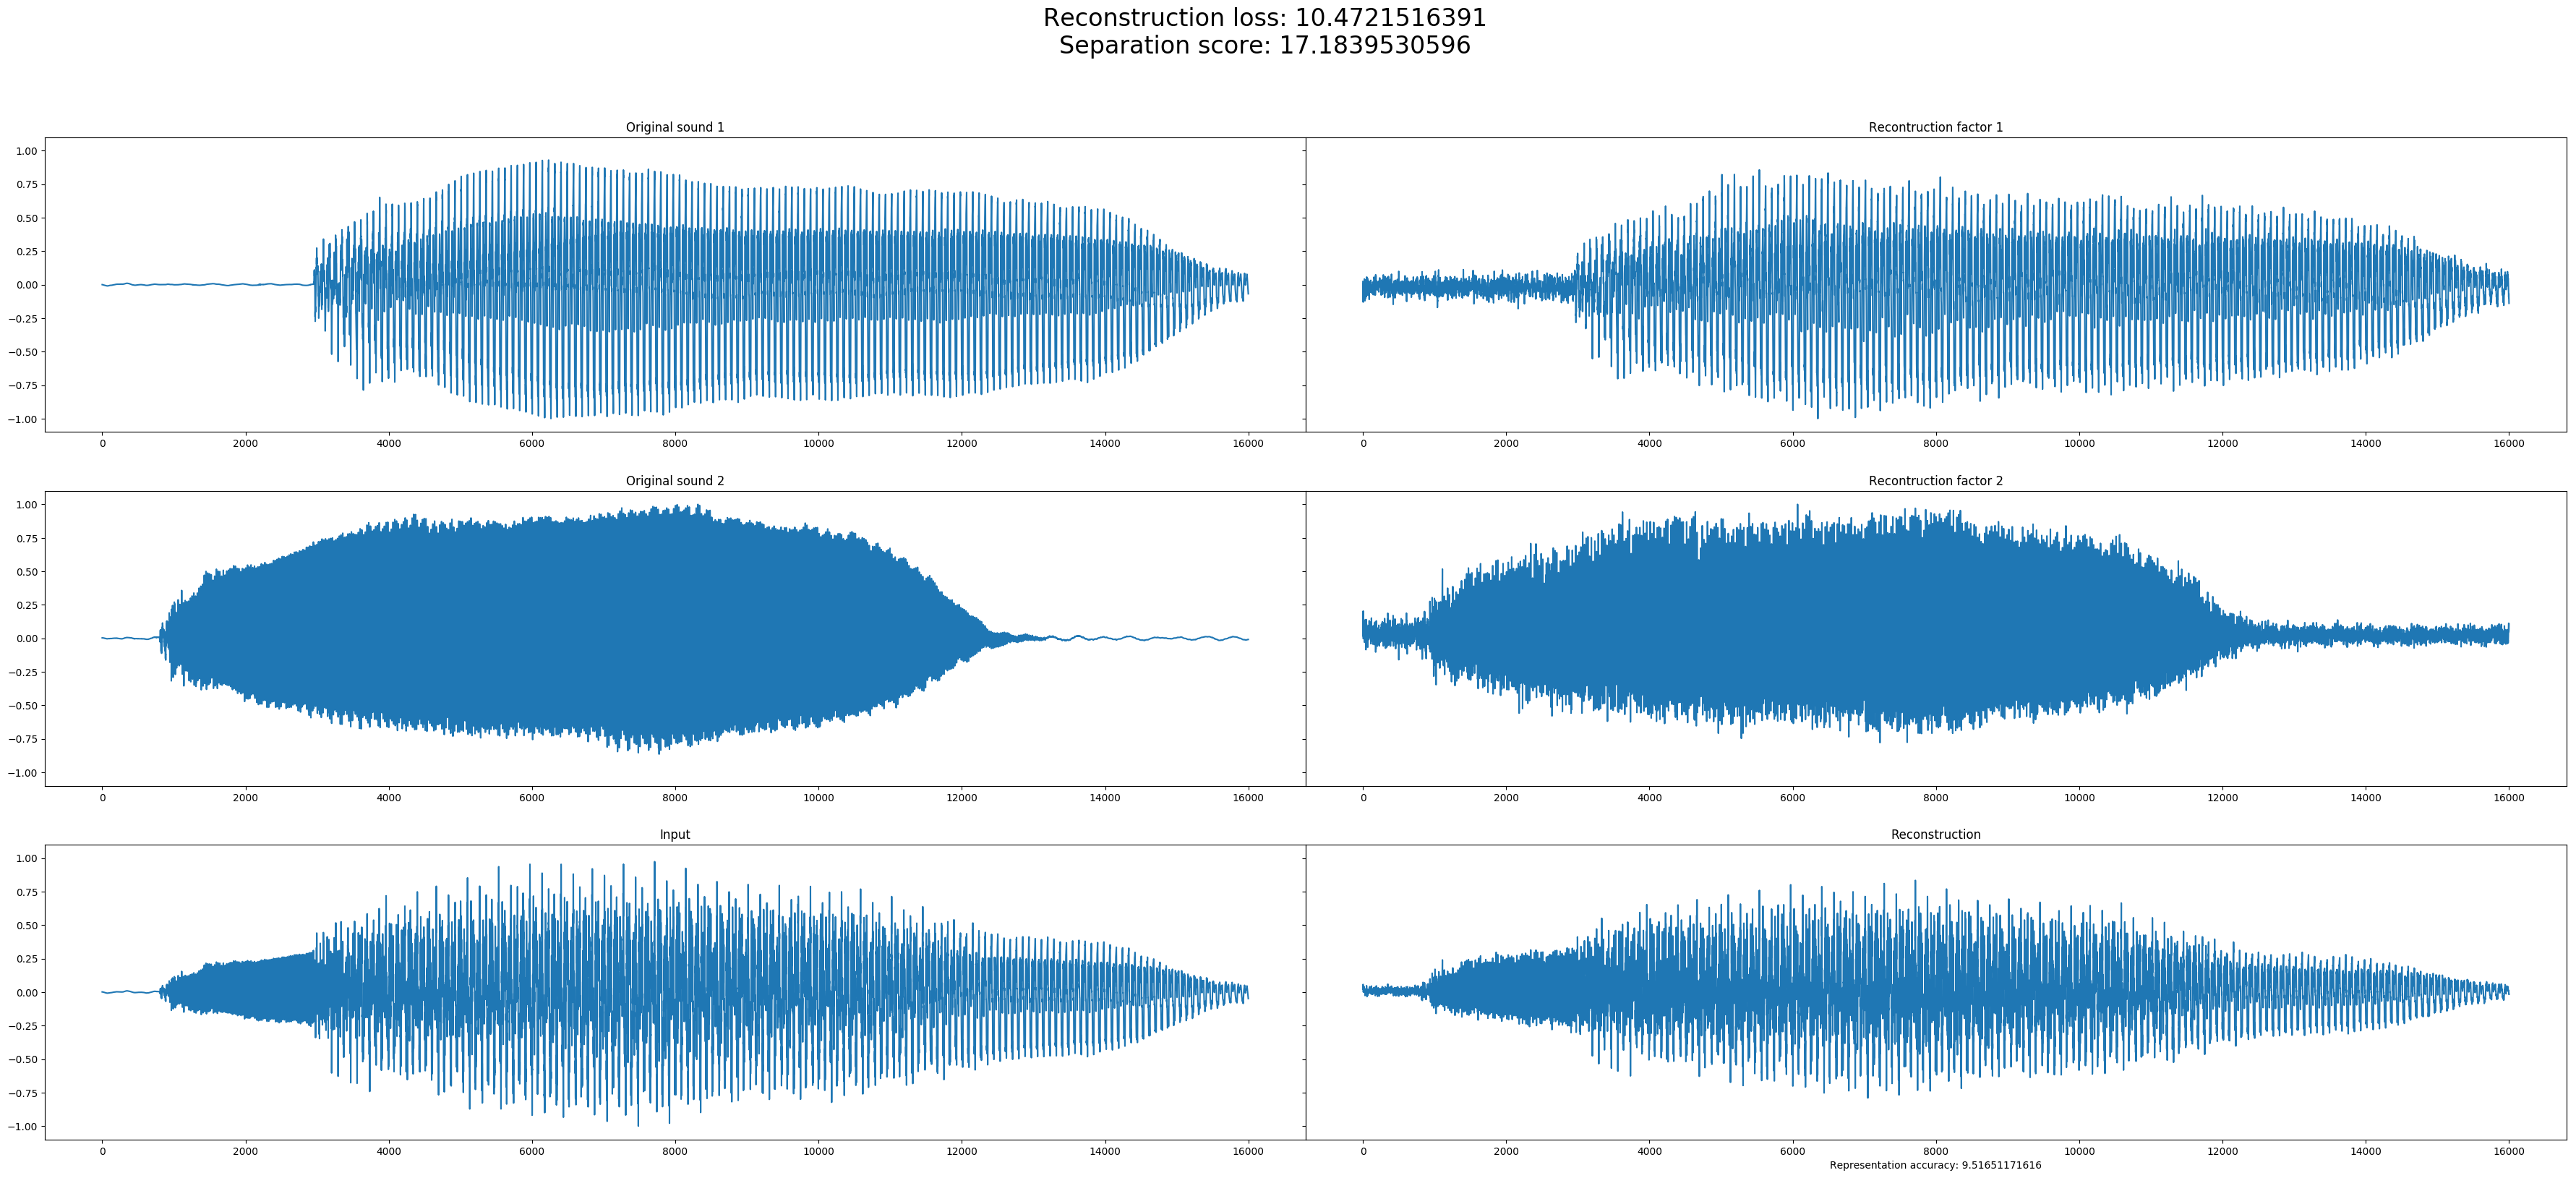 Reconstruction loss: 10.4721516391
Separation score: 17.1839530596
Original sound 1
Recontruction factor 1
1.00
0.75
0.50
0.25
0.00
−0.25
−0.50
−0.75
−1.00
0 2000 4000 6000 8000 10000 12000 14000 16000
0 2000 4000 6000 8000 10000 12000 14000 16000
Original sound 2
Reconstruction factor 2
1.00
0.75
0.50
0.25
0.00
−0.25
−0.50
−0.75
−1.00
0 2000 4000 6000 8000 10000 12000 14000 16000
0 2000 4000 6000 8000 10000 12000 14000 16000
Input
Reconstruction
1.00
0.75
0.50
0.25
0.00
−0.25
−0.50
−0.75
−1.00
0 2000 4000 6000 8000 10000 12000 14000 16000
0 2000 4000 6000 8000 10000 12000 14000 16000
Representation accuracy: 9.51651171616